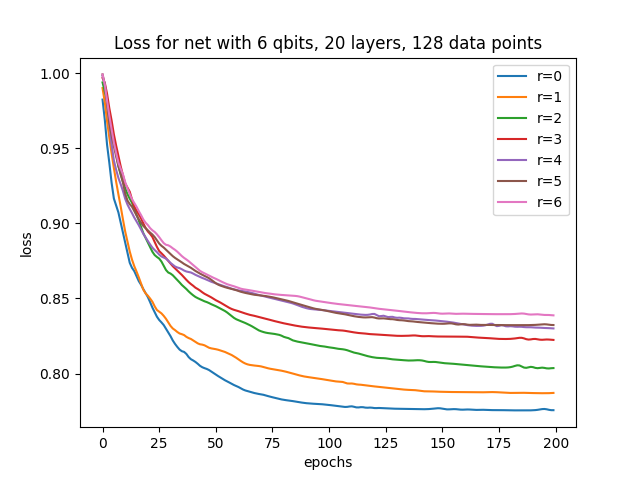 Loss for net with 6 qbits, 20 layers, 128 data points
1.00
0.95
0.90
0.85
0.80
loss
r=0
r=1
r=2
r=3
r=4
r=5
r=6
0 25 50 75 100 125 150 175 200
epochs